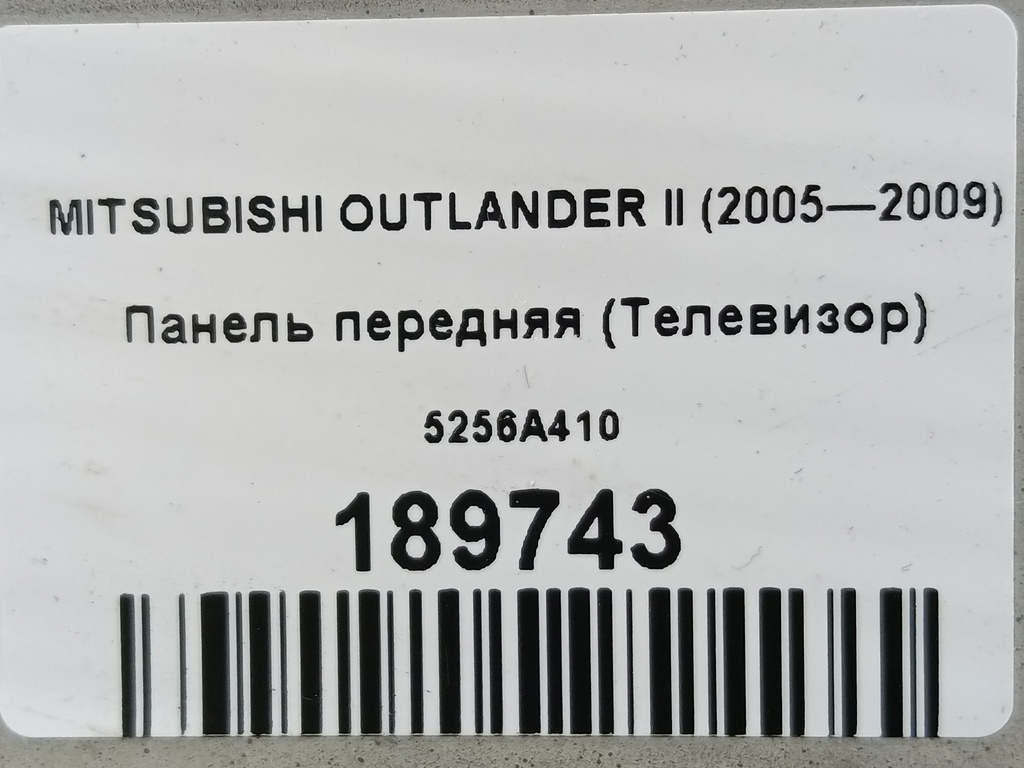 MITSUBISHI OUTLANDER II (2005—2009)
Панель передняя (Телевизор)
5256A410
189743